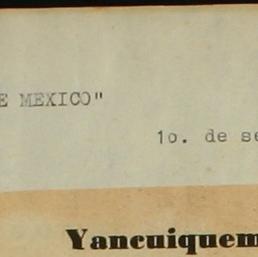 E MEXICO"
1o. de se
Yancuiquem